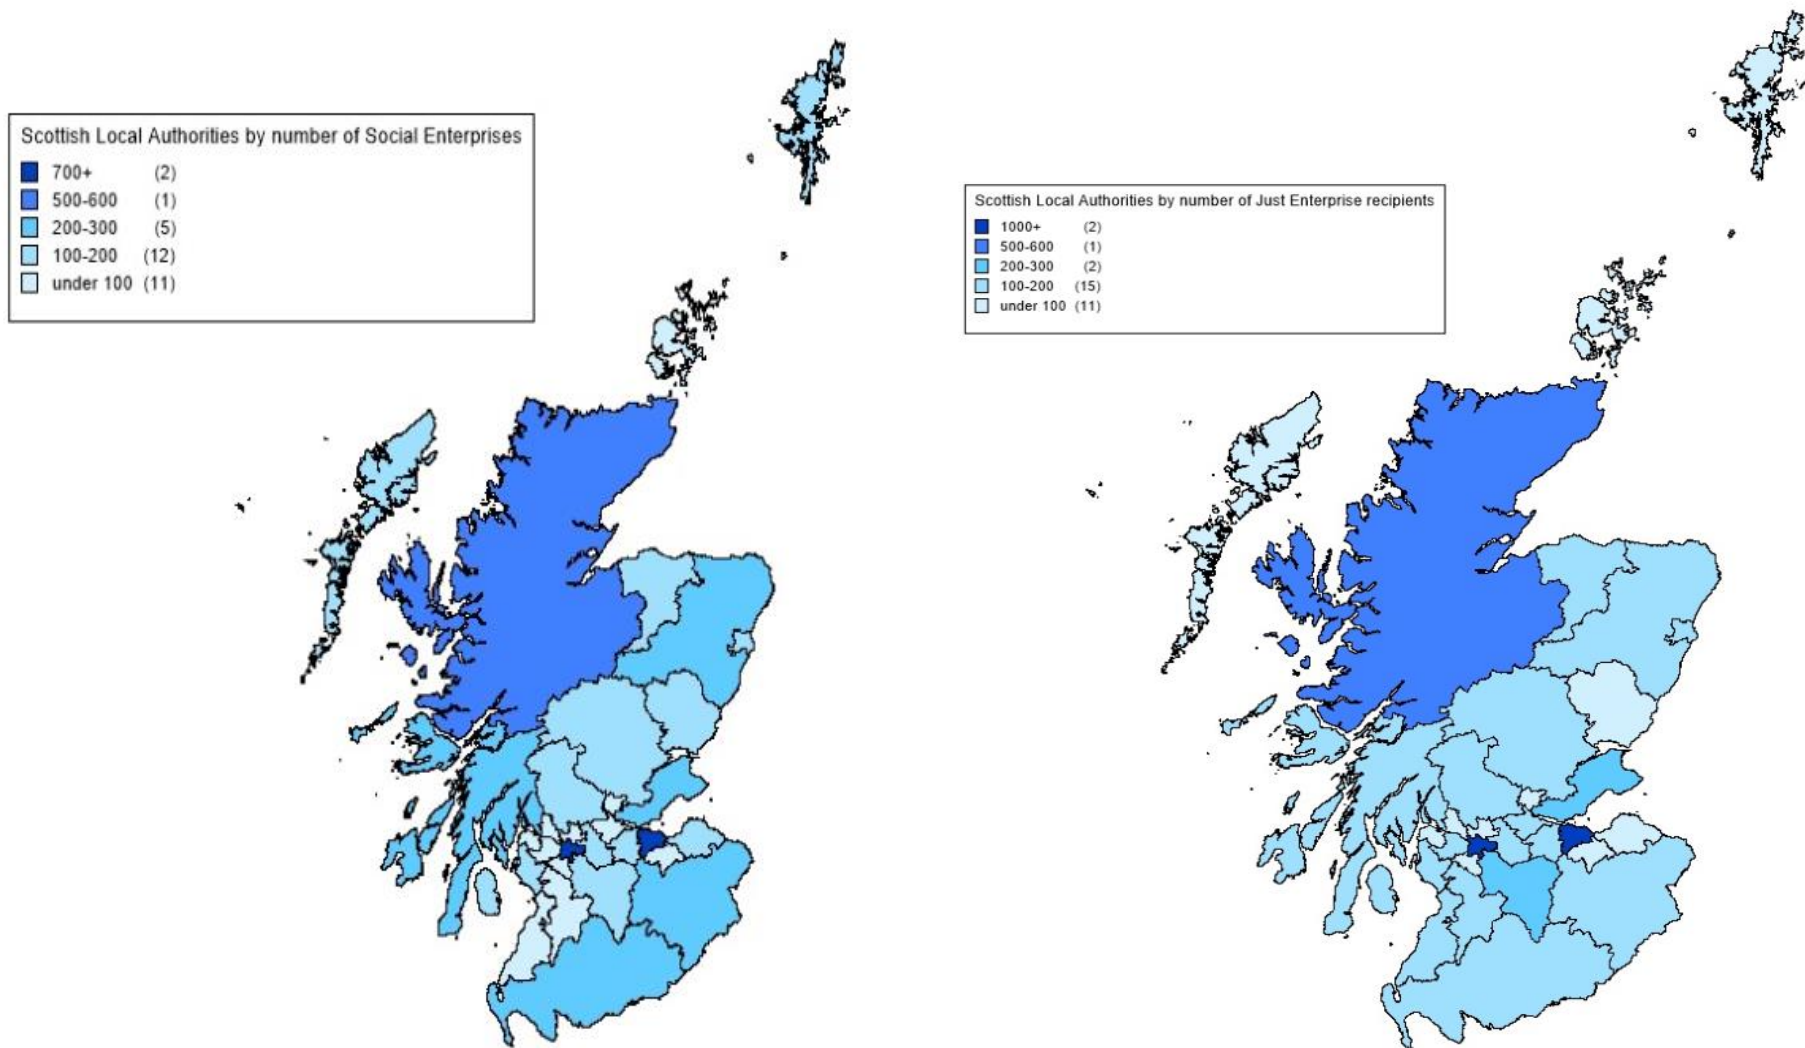 Scottish Local Authorities by number of Social Enterprises
700+ (2)
500-600 (1)
200-300 (5)
100-200 (12)
under 100 (11)
Scottish Local Authorities by number of Just Enterprise recipients
1000+ (2)
500-600 (1)
200-300 (2)
100-200 (15)
under 100 (11)